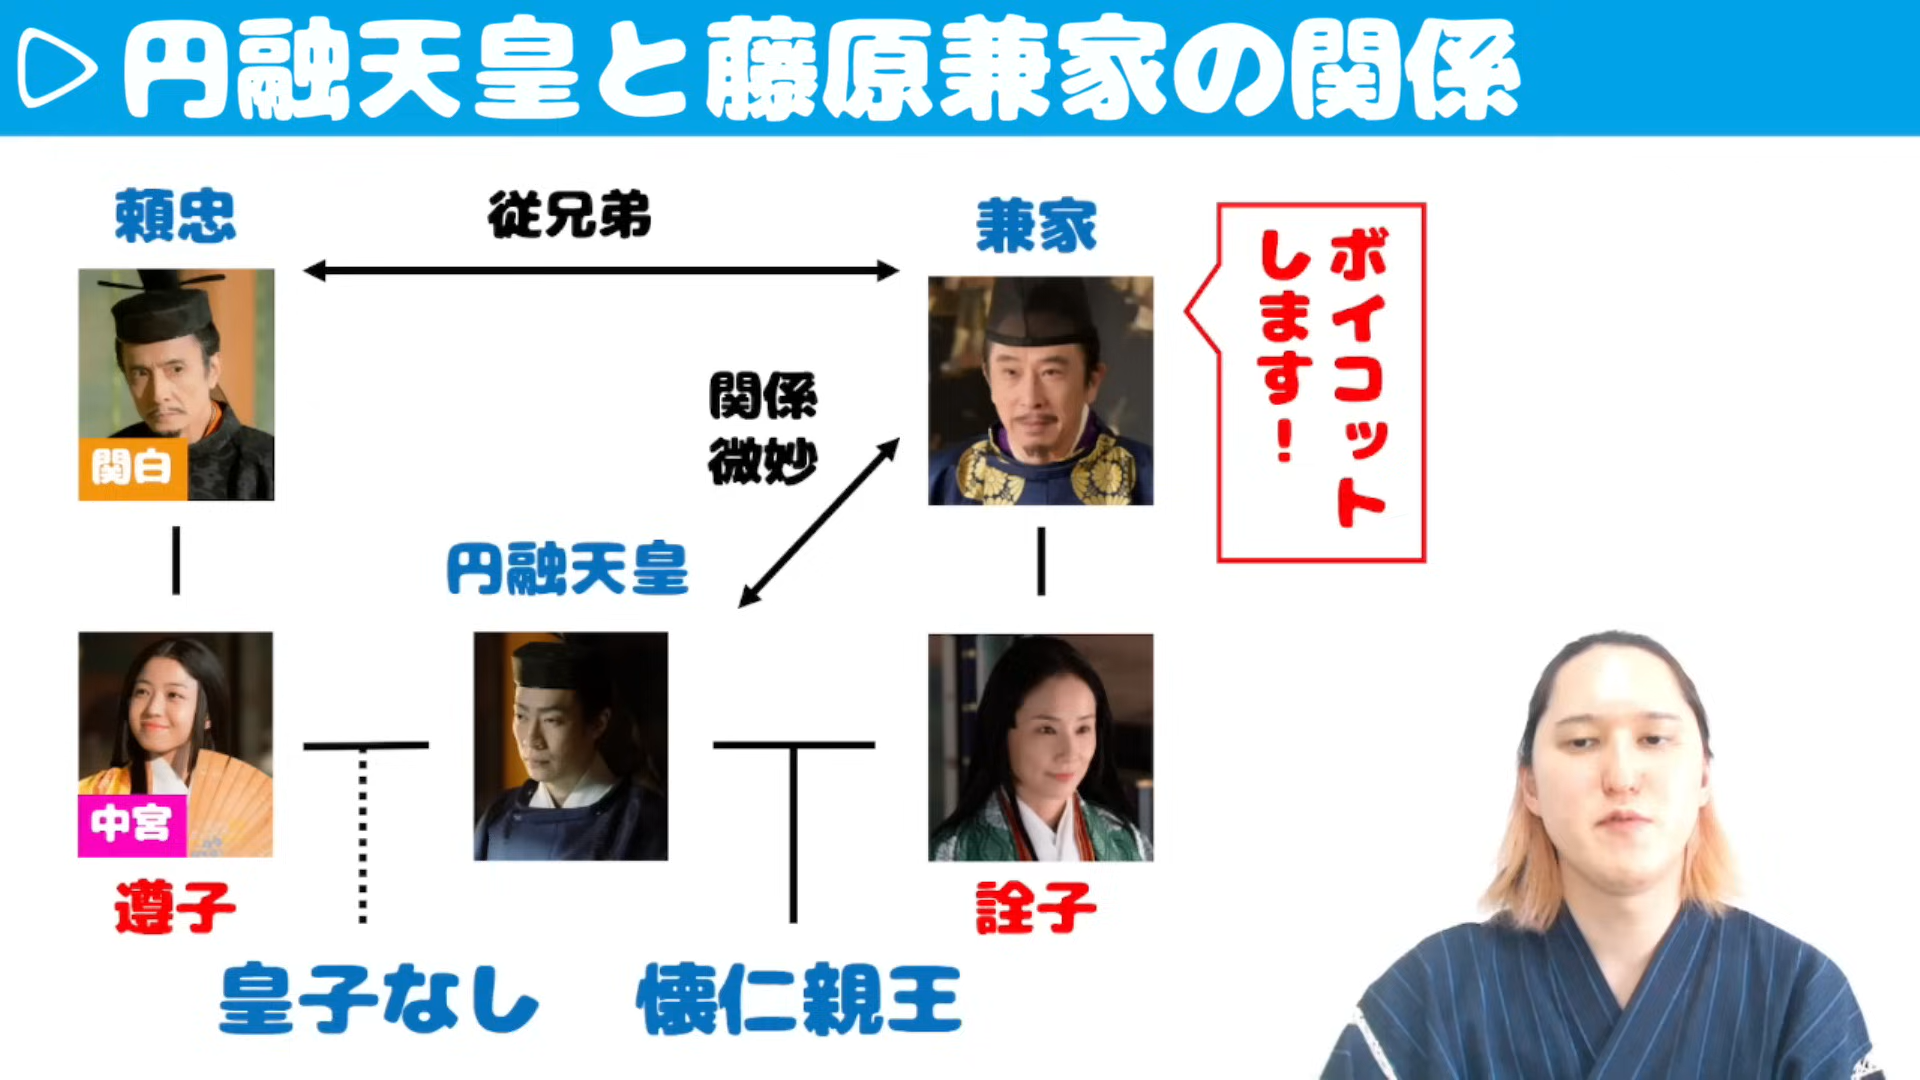 円融天皇と藤原兼家の関係
頼忠
従兄弟
兼家
ボイコット
します!
関係
微妙
関白
円融天皇
中宮
遵子
詮子
皇子なし
懐仁親王